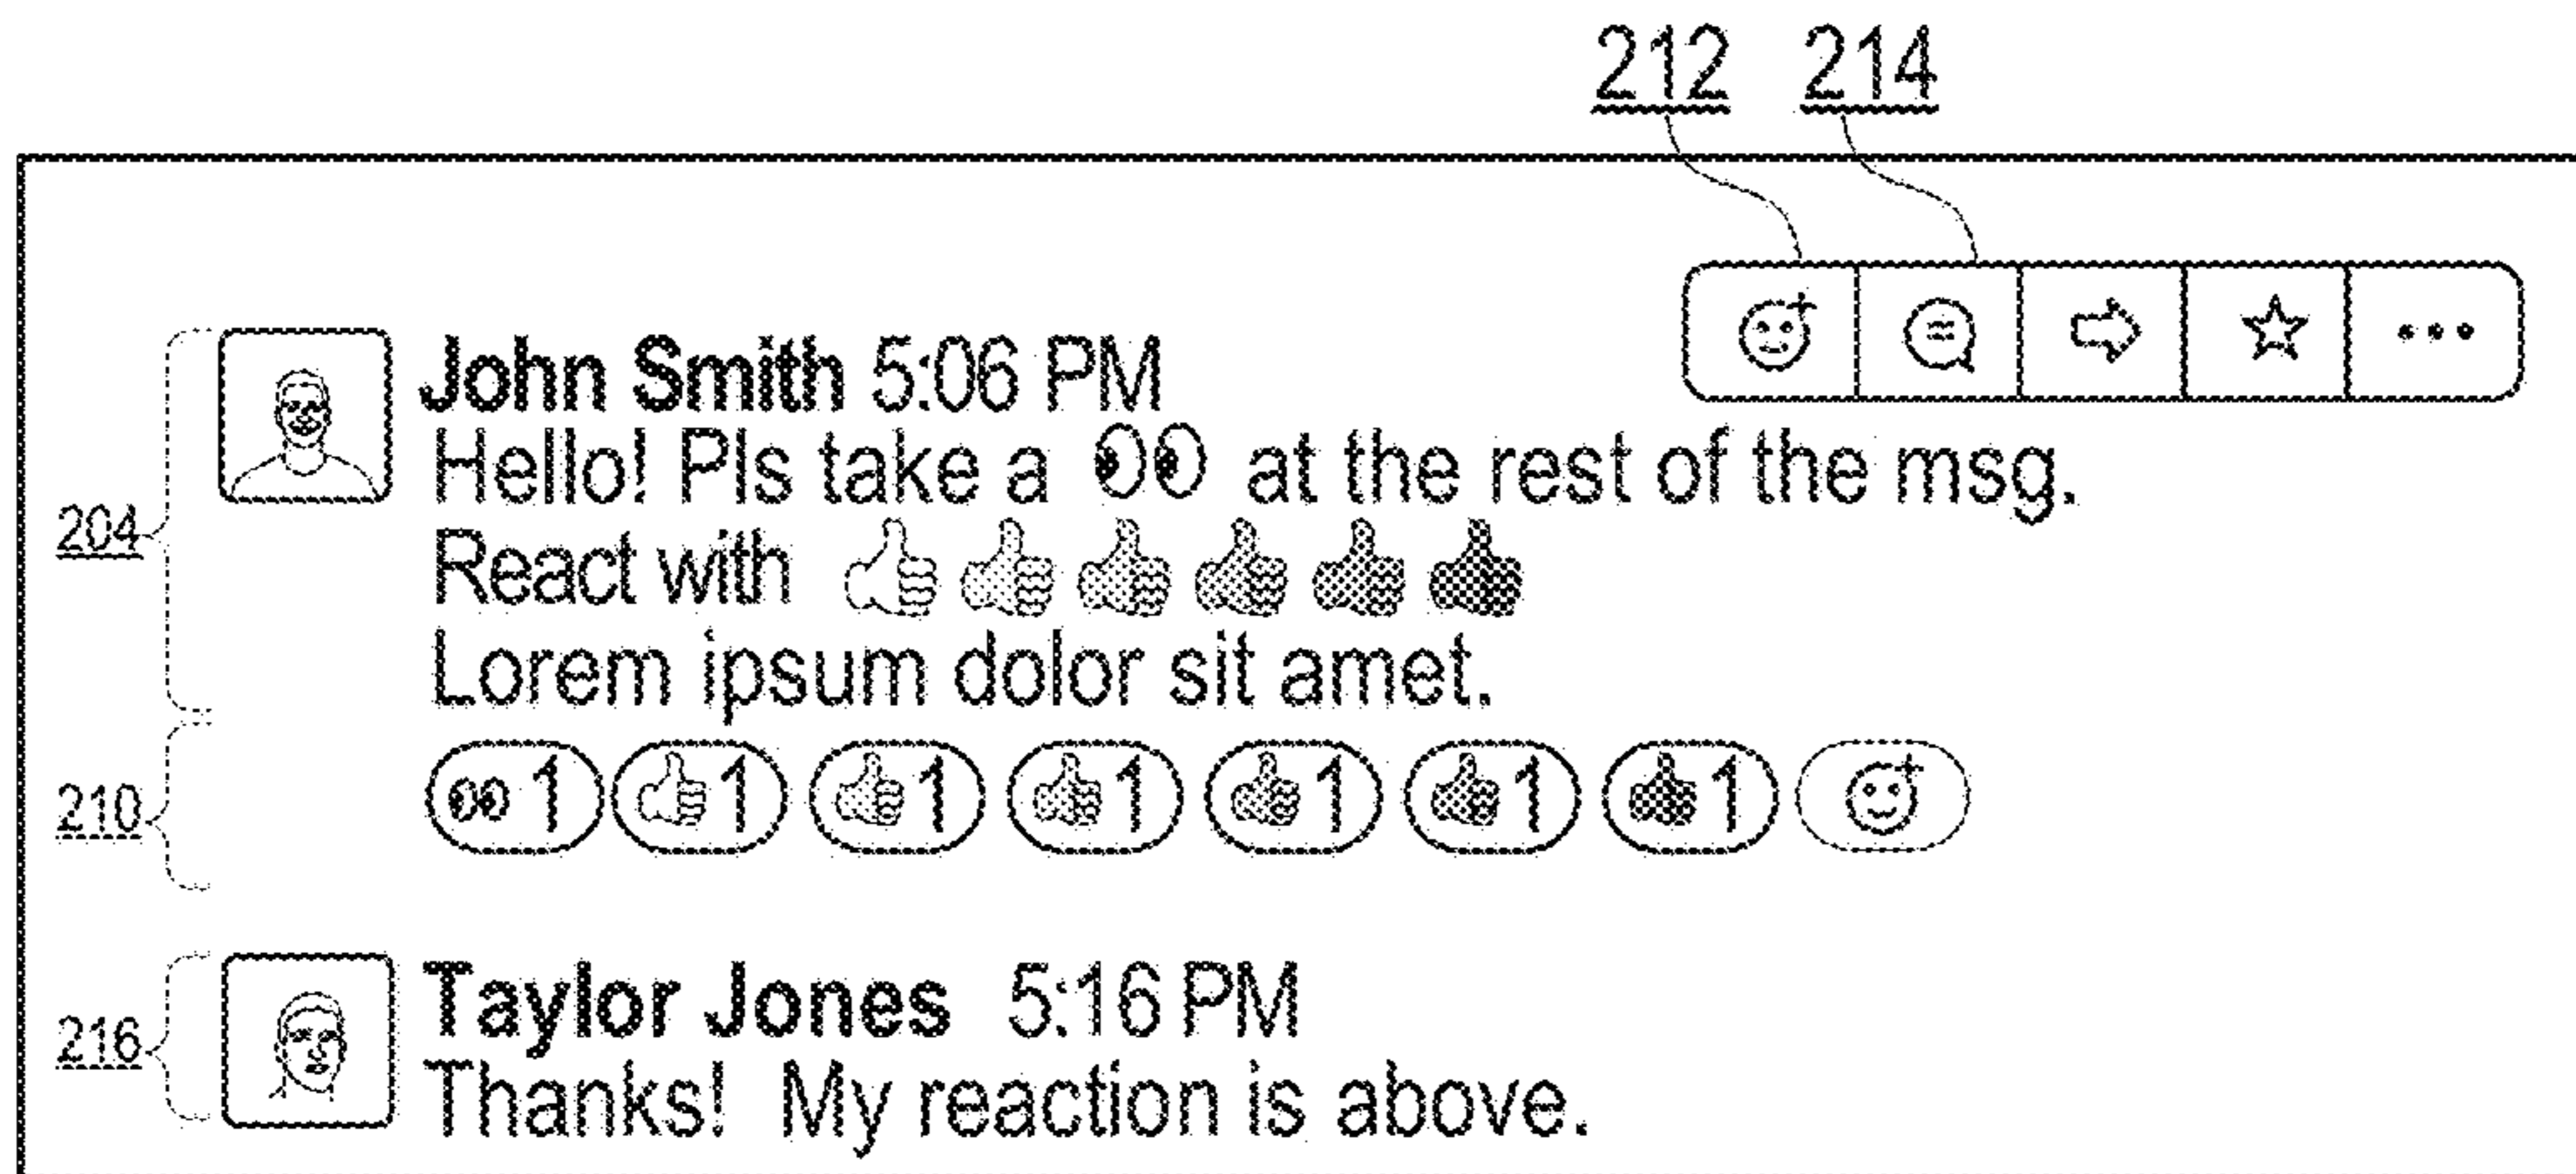 212 214
John Smith 5:06 PM
Hello! Pls take a 👀 at the rest of the msg.
204
React with 👍 👍🏻 👍🏼 👍🏽 👍🏾 👍🏿
Lorem ipsum dolor sit amet.
210
1 1 1 1 1 1 1
Taylor Jones 5:16 PM
216
Thanks! My reaction is above.